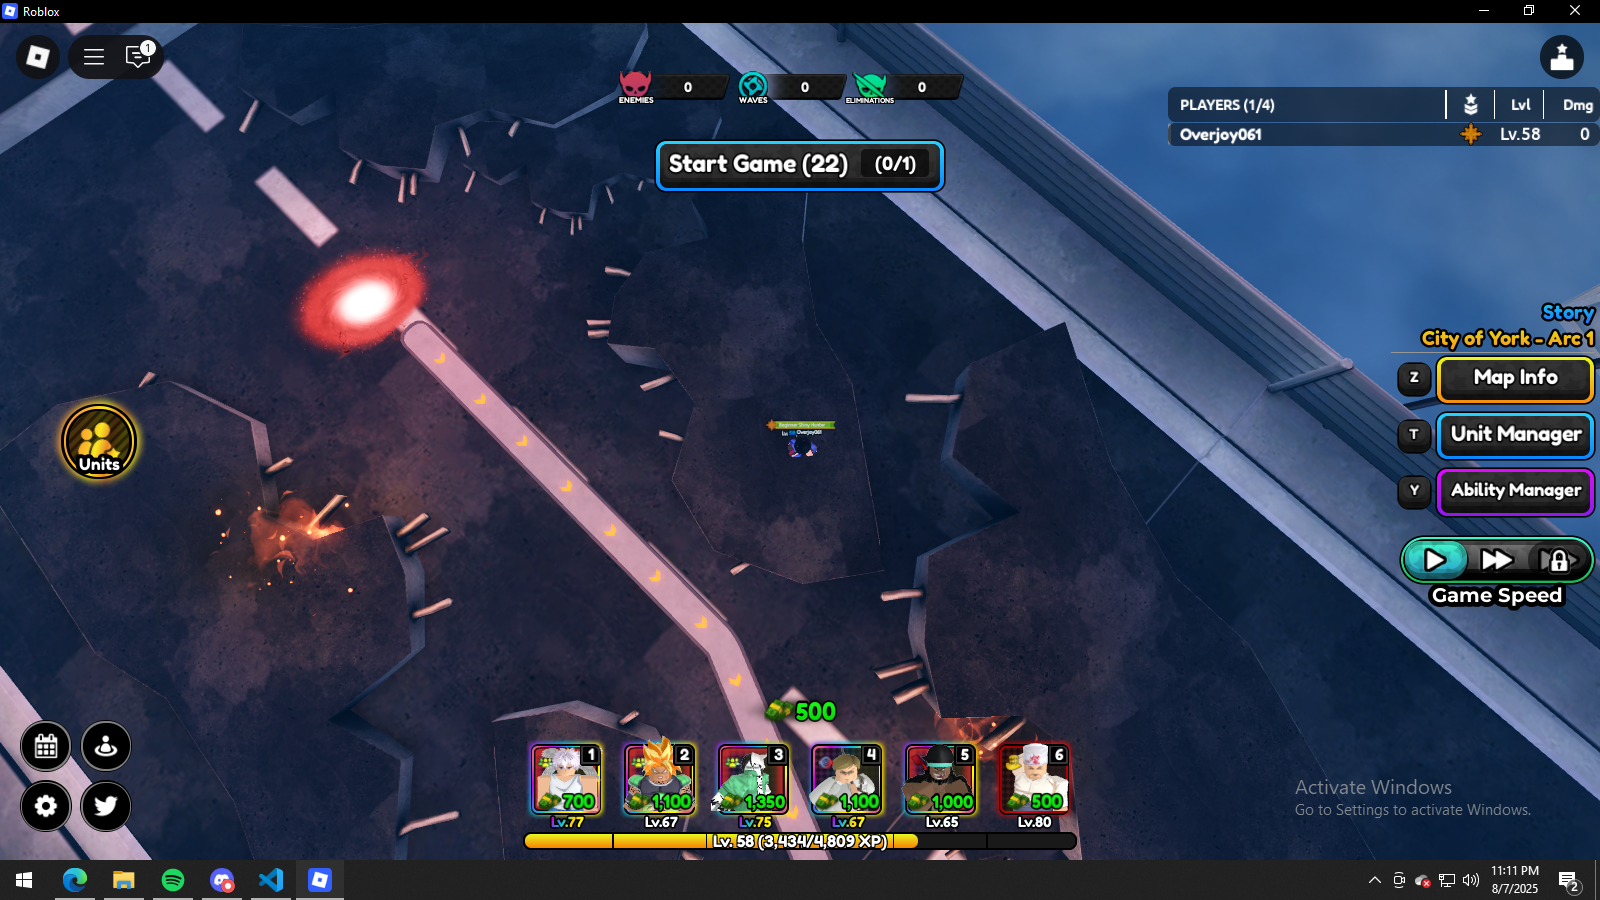 Roblox
1
0
0
0
ENEMIES
WAVES
ELIMINATIONS
PLAYERS (1/4)
Lvl
Dmg
Overjoy061
Lv.58
0
Start Game (22)
(0/1)
Story
City of York - Arc 1
Z
Map Info
T
Unit Manager
Y
Ability Manager
Game Speed
Units
Overjoy061
500
1
2
3
4
5
6
700
1,100
1,350
1,100
1,000
500
Lv.77
Lv.67
Lv.75
Lv.67
Lv.65
Lv.80
Lv. 58 (3,434/4,809 XP)
Activate Windows
Go to Settings to activate Windows.
11:11 PM
8/7/2025
2